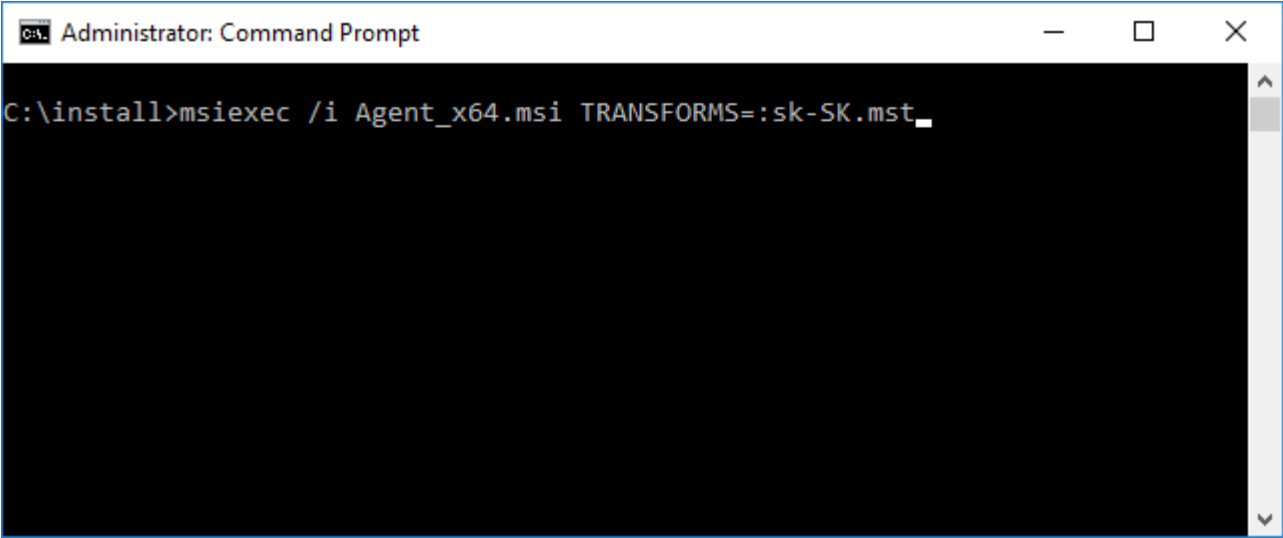 Administrator: Command Prompt
C:\install>msiexec /i Agent_x64.msi TRANSFORMS=:sk-SK.mst